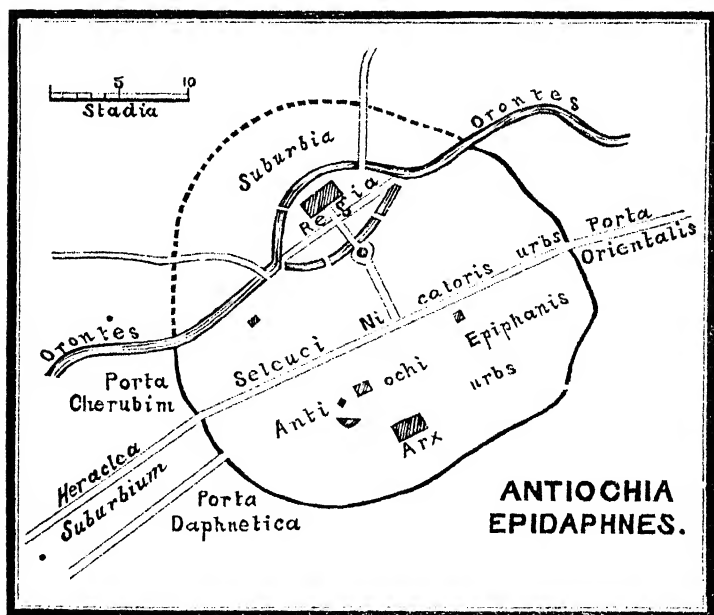 5 10
Stadia
Orontes
Suburbia
Regia
Porta
Orientalis
Seleuci Nicatoris urbs
Antiochi Epiphanis
urbs
Orontes
Porta
Cherubim
Arx
Heraclea
Suburbium
Porta
Daphnetica
ANTIOCHIA
EPIDAPHNES.